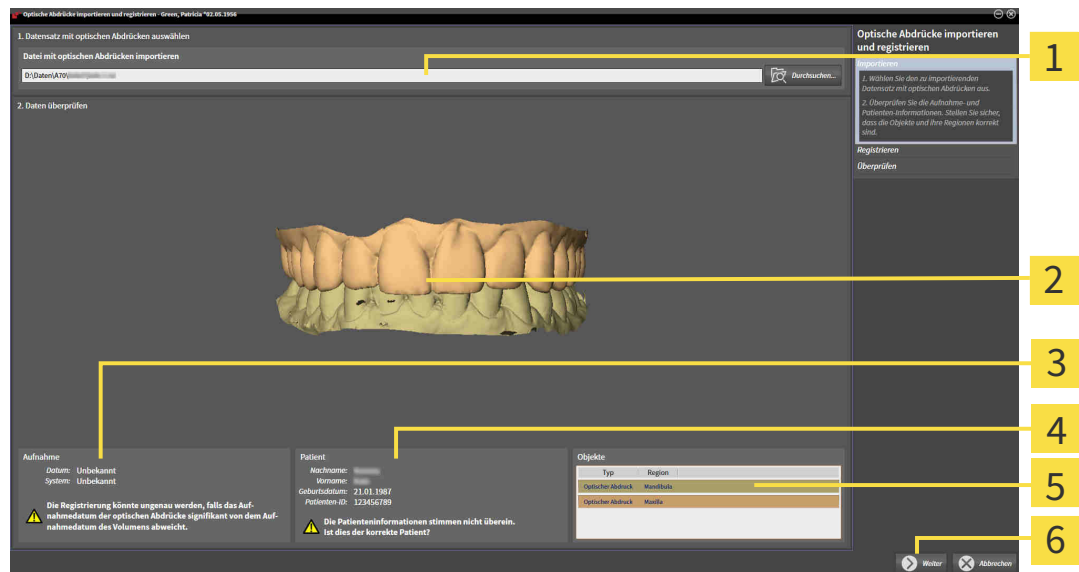 Optische Abdrücke importieren und registrieren - Green, Patricia *02.05.1956
1. Datensatz mit optischen Abdrücken auswählen
Datei mit optischen Abdrücken importieren
D:\Daten\A70\
Durchsuchen...
2. Daten überprüfen
Optische Abdrücke importieren
und registrieren
Importieren
1. Wählen Sie den zu importierenden
Datensatz mit optischen Abdrücken aus.
2. Überprüfen Sie die Aufnahme- und
Patienten-Informationen. Stellen Sie sicher,
dass die Objekte und ihre Regionen korrekt
sind.
Registrieren
Überprüfen
1
2
3
4
5
6
Aufnahme
Datum: Unbekannt
System: Unbekannt
Die Registrierung könnte ungenau werden, falls das Auf-
nahmedatum der optischen Abdrücke signifikant von dem Auf-
nahmedatum des Volumens abweicht.
Patient
Nachname:
Vorname:
Geburtsdatum: 21.01.1987
Patienten-ID: 123456789
Die Patienteninformationen stimmen nicht überein.
Ist dies der korrekte Patient?
Objekte
Typ Region
Optischer Abdruck Mandibula
Optischer Abdruck Maxilla
Weiter
Abbrechen